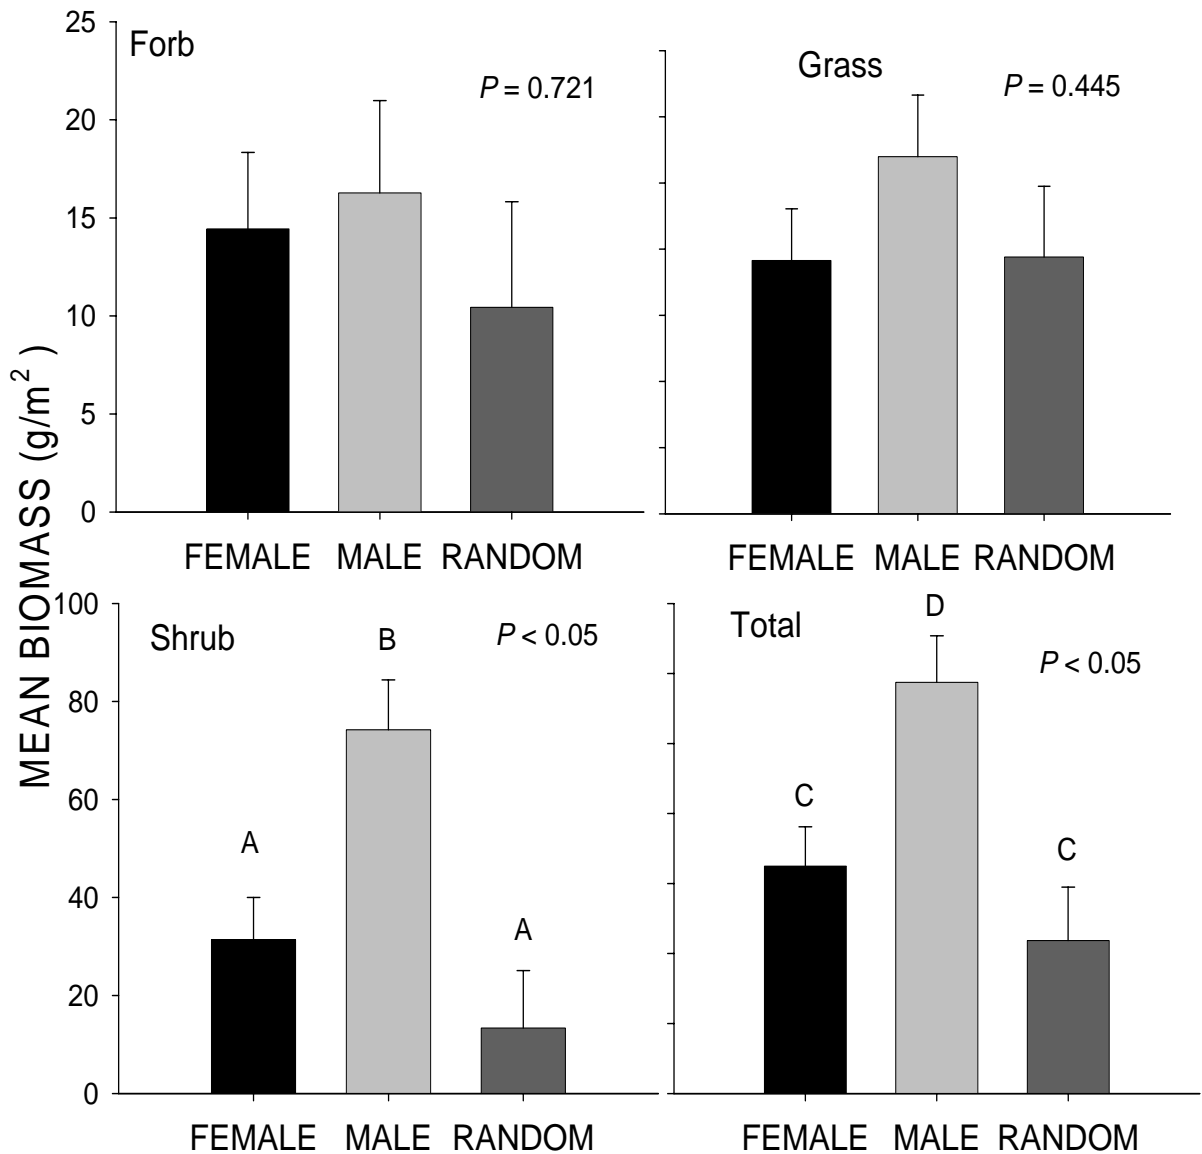 MEAN BIOMASS (g/m² )
Forb
P = 0.721
25
20
15
10
5
0
FEMALE MALE RANDOM
Grass
P = 0.445
FEMALE MALE RANDOM
Shrub
P < 0.05
100
80
60
40
20
0
A
B
A
FEMALE MALE RANDOM
Total
P < 0.05
C
D
C
FEMALE MALE RANDOM